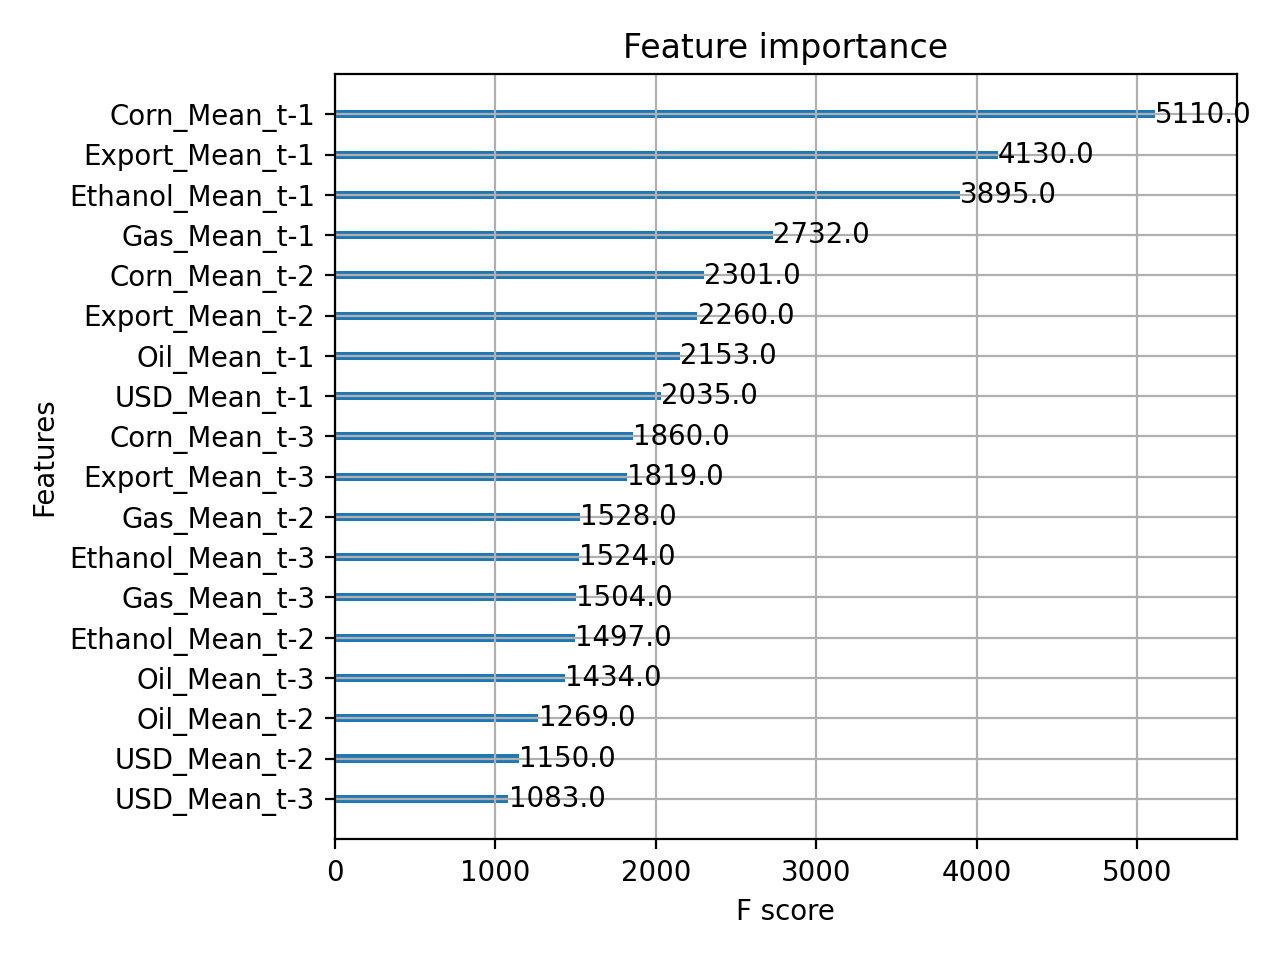 Feature importance
Corn_Mean_t-1 5110.0
Export_Mean_t-1 4130.0
Ethanol_Mean_t-1 3895.0
Gas_Mean_t-1 2732.0
Corn_Mean_t-2 2301.0
Export_Mean_t-2 2260.0
Oil_Mean_t-1 2153.0
USD_Mean_t-1 2035.0
Corn_Mean_t-3 1860.0
Export_Mean_t-3 1819.0
Gas_Mean_t-2 1528.0
Ethanol_Mean_t-3 1524.0
Gas_Mean_t-3 1504.0
Ethanol_Mean_t-2 1497.0
Oil_Mean_t-3 1434.0
Oil_Mean_t-2 1269.0
USD_Mean_t-2 1150.0
USD_Mean_t-3 1083.0
Features
0 1000 2000 3000 4000 5000
F score